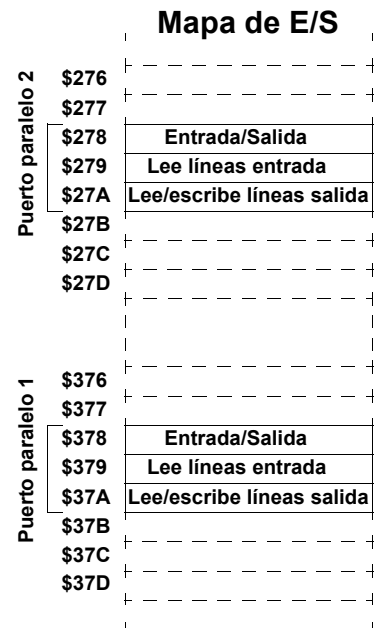 Mapa de E/S
Puerto paralelo 2
$276
$277
$278 Entrada/Salida
$279 Lee líneas entrada
$27A Lee/escribe líneas salida
$27B
$27C
$27D
Puerto paralelo 1
$376
$377
$378 Entrada/Salida
$379 Lee líneas entrada
$37A Lee/escribe líneas salida
$37B
$37C
$37D